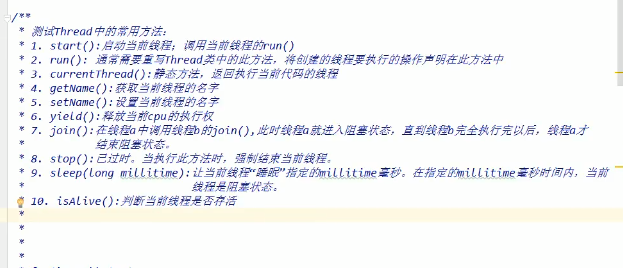 /**
* 测试Thread中的常用方法：
* 1. start():启动当前线程；调用当前线程的run()
* 2. run(): 通常需要重写Thread类中的此方法，将创建的线程要执行的操作声明在此方法中
* 3. currentThread():静态方法，返回执行当前代码的线程
* 4. getName():获取当前线程的名字
* 5. setName():设置当前线程的名字
* 6. yield():释放当前cpu的执行权
* 7. join():在线程a中调用线程b的join(),此时线程a就进入阻塞状态，直到线程b完全执行完以后，线程a才
* 结束阻塞状态。
* 8. stop():已过时。当执行此方法时，强制结束当前线程。
* 9. sleep(long millitime):让当前线程“睡眠”指定的millitime毫秒。在指定的millitime毫秒时间内，当前
* 线程是阻塞状态。
* 10. isAlive():判断当前线程是否存活
*
*
*